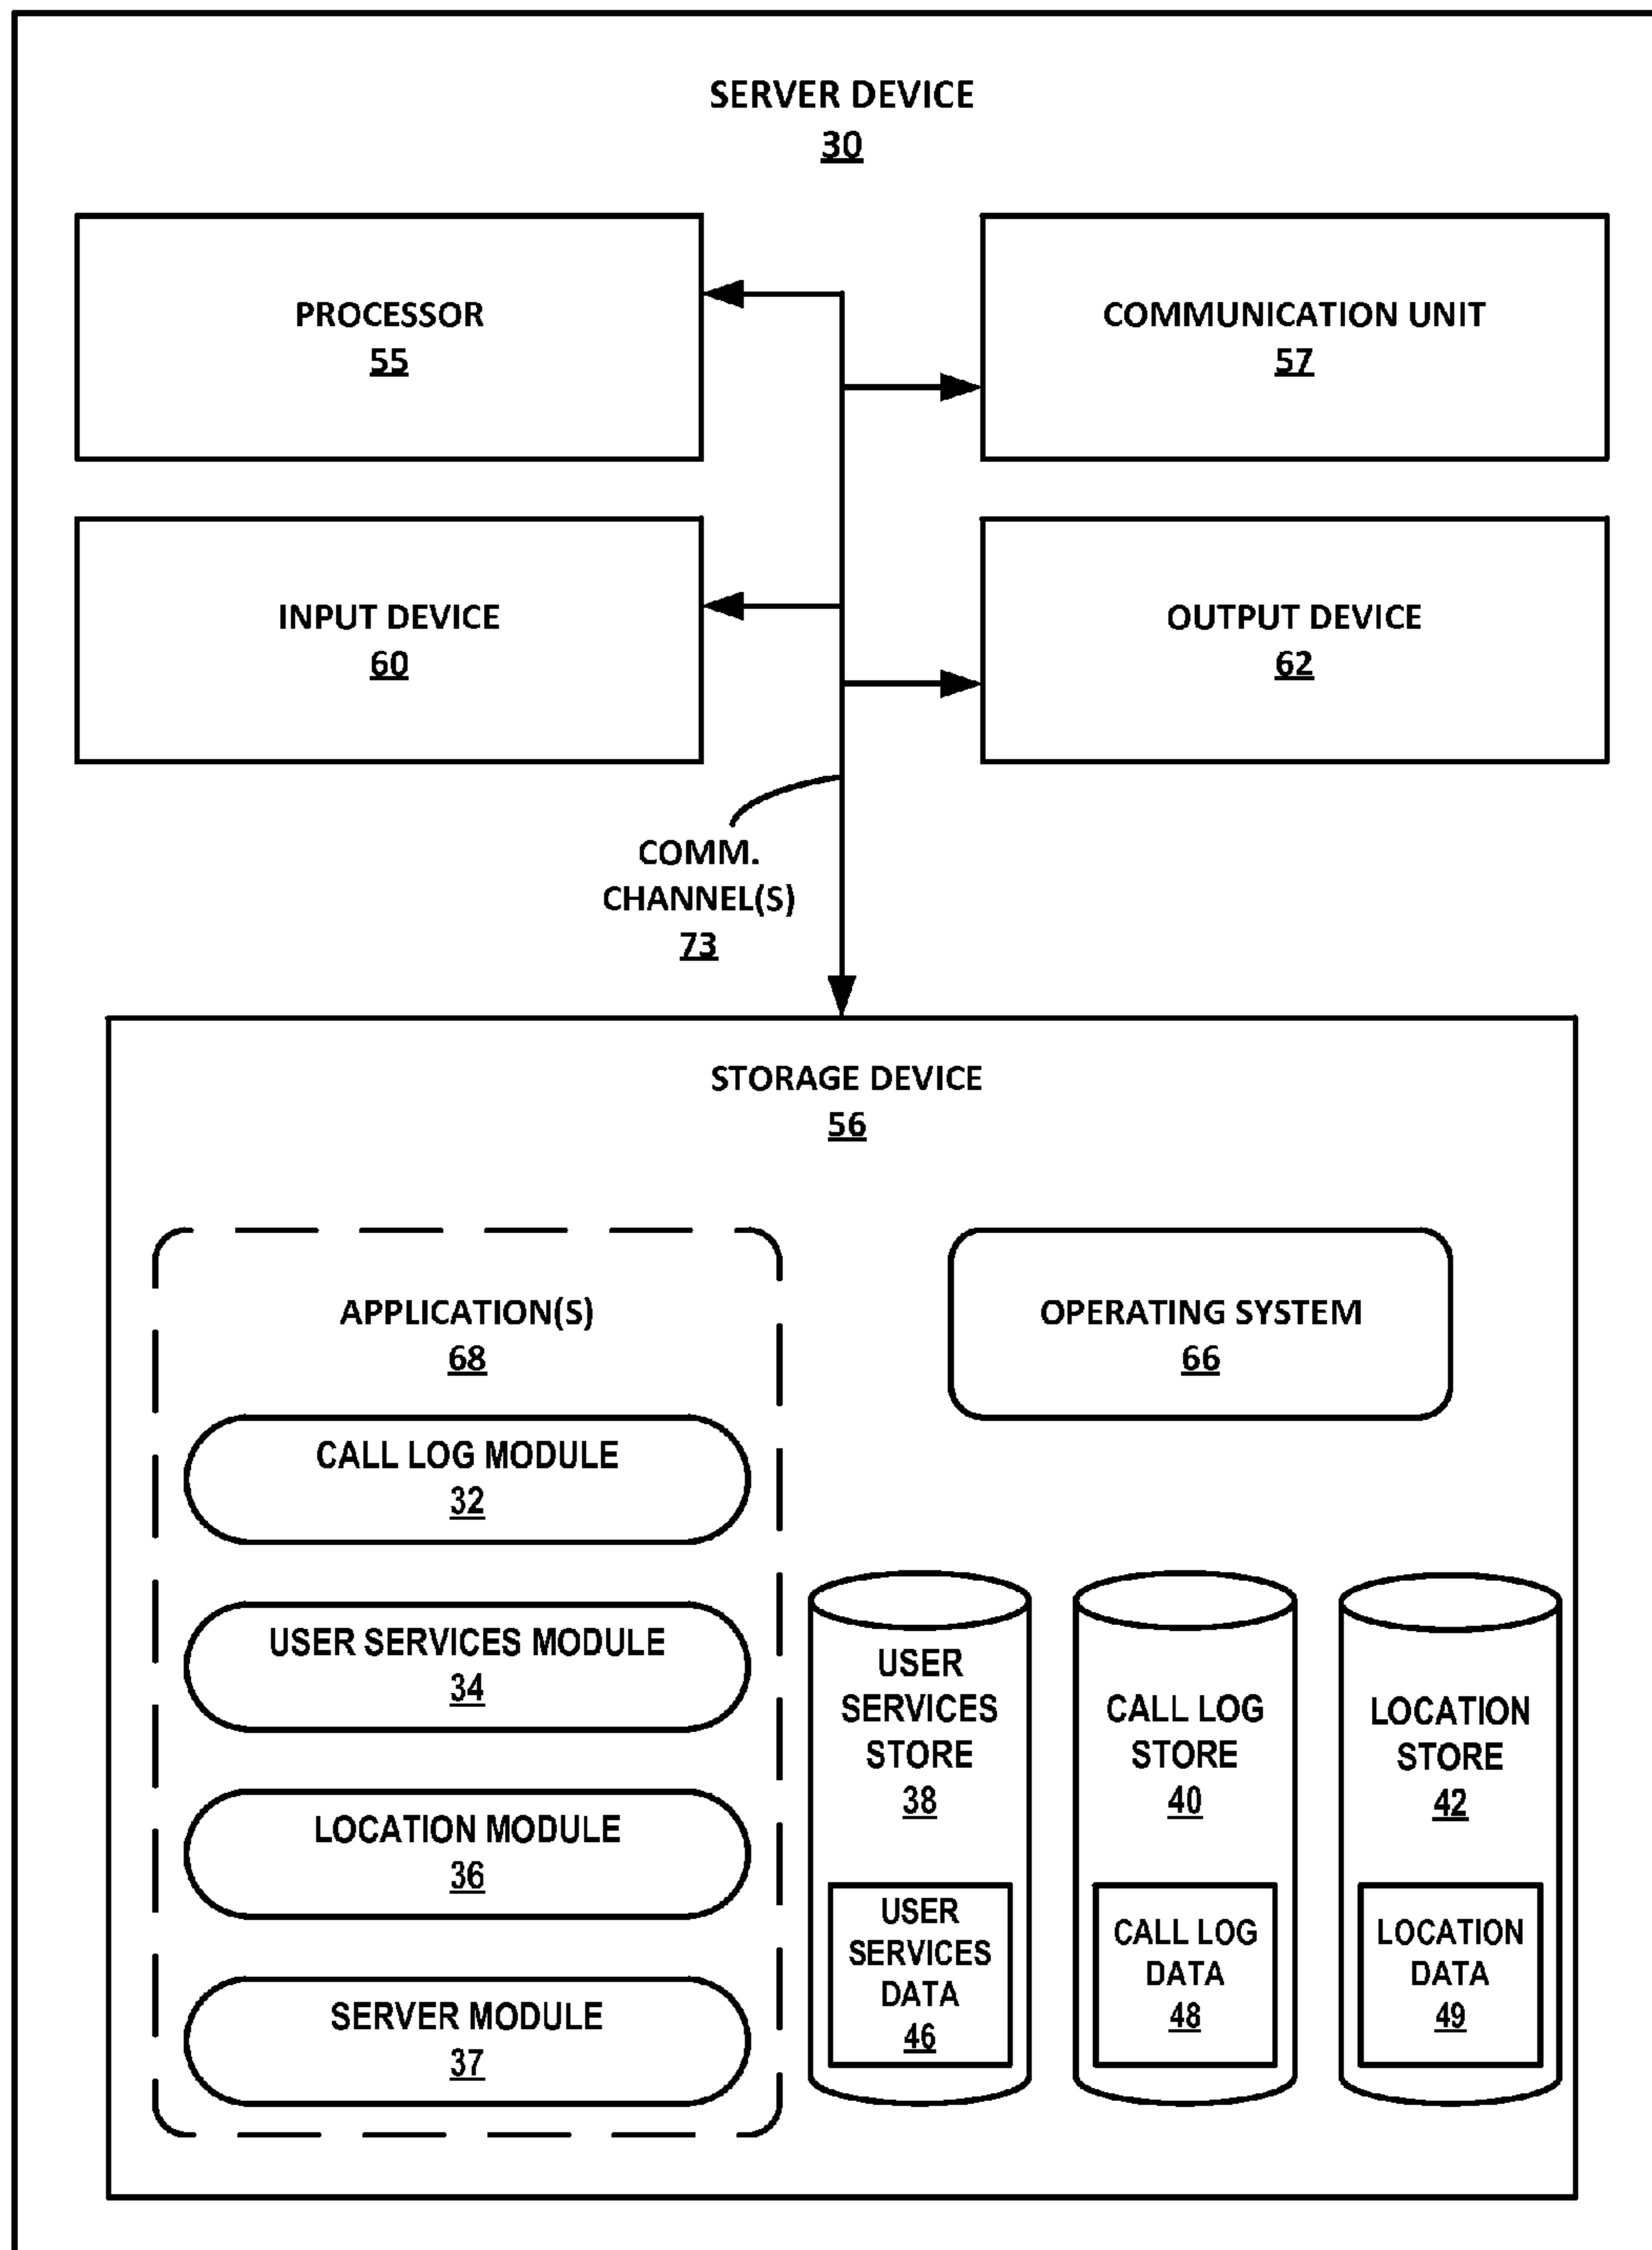 SERVER DEVICE
30
PROCESSOR
55
COMMUNICATION UNIT
57
INPUT DEVICE
60
OUTPUT DEVICE
62
COMM.
CHANNEL(S)
73
STORAGE DEVICE
56
APPLICATION(S)
68
OPERATING SYSTEM
66
CALL LOG MODULE
32
USER SERVICES MODULE
34
LOCATION MODULE
36
SERVER MODULE
37
USER
SERVICES
STORE
38
USER
SERVICES
DATA
46
CALL LOG
STORE
40
CALL LOG
DATA
48
LOCATION
STORE
42
LOCATION
DATA
49